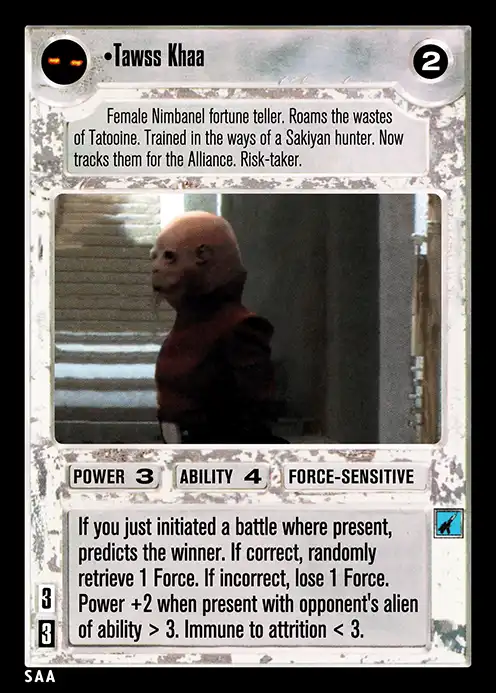 •Tawss Khaa
2
Female Nimbanel fortune teller. Roams the wastes
of Tatooine. Trained in the ways of a Sakiyan hunter. Now
tracks them for the Alliance. Risk-taker.
POWER 3
ABILITY 4
FORCE-SENSITIVE
If you just initiated a battle where present,
predicts the winner. If correct, randomly
retrieve 1 Force. If incorrect, lose 1 Force.
Power +2 when present with opponent's alien
of ability > 3. Immune to attrition < 3.
3
3
SAA